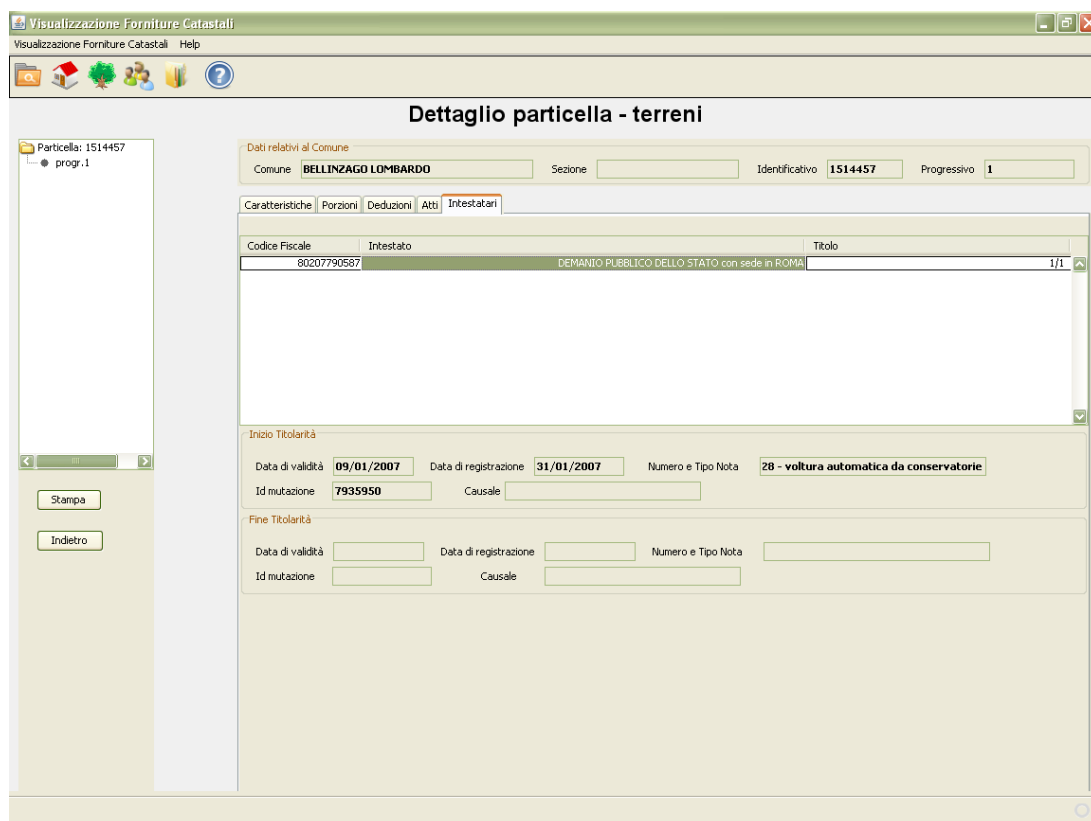 Visualizzazione Forniture Catastali
Visualizzazione Forniture Catastali Help
Dettaglio particella - terreni
Particella: 1514457
progr.1
Dati relativi al Comune
Comune BELLINZAGO LOMBARDO Sezione Identificativo 1514457 Progressivo 1
Caratteristiche Porzioni Deduzioni Atti Intestatari
Codice Fiscale Intestato Titolo
80207790587 DEMANIO PUBBLICO DELLO STATO con sede in ROMA 1/1
Inizio Titolarità
Data di validità 09/01/2007 Data di registrazione 31/01/2007 Numero e Tipo Nota 28 - voltura automatica da conservatorie
Id mutazione 7935950 Causale
Stampa
Indietro
Fine Titolarità
Data di validità Data di registrazione Numero e Tipo Nota
Id mutazione Causale